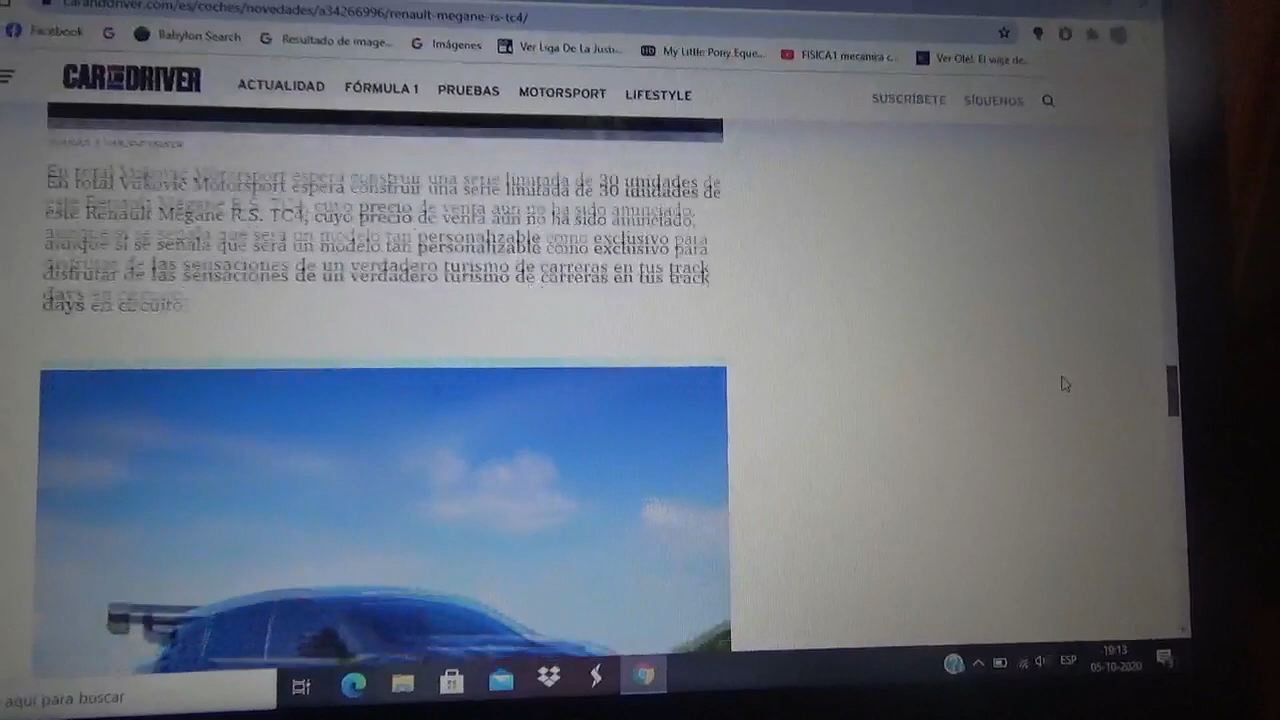 caranddriver.com/es/coches/novedades/a34266996/renault-megane-rs-tc4/
Facebook Babylon Search Resultado de image... Imágenes Ver Liga De La Justi... My Little Pony Eque... FISICA1 mecanica c... Ver Olé!. El viaje de...
CAR AND DRIVER ACTUALIDAD FÓRMULA 1 PRUEBAS MOTORSPORT LIFESTYLE SUSCRÍBETE SÍGUENOS
En total Vukovic Motorsport espera construir una serie limitada de 30 unidades de
este Renault Mégane R.S. TC4, cuyo precio de venta aún no ha sido anunciado,
aunque sí se señala que será un modelo tan personalizable como exclusivo para
disfrutar de las sensaciones de un verdadero turismo de carreras en tus track
days en circuito
aquí para buscar
ESP
19:13
05-10-2020